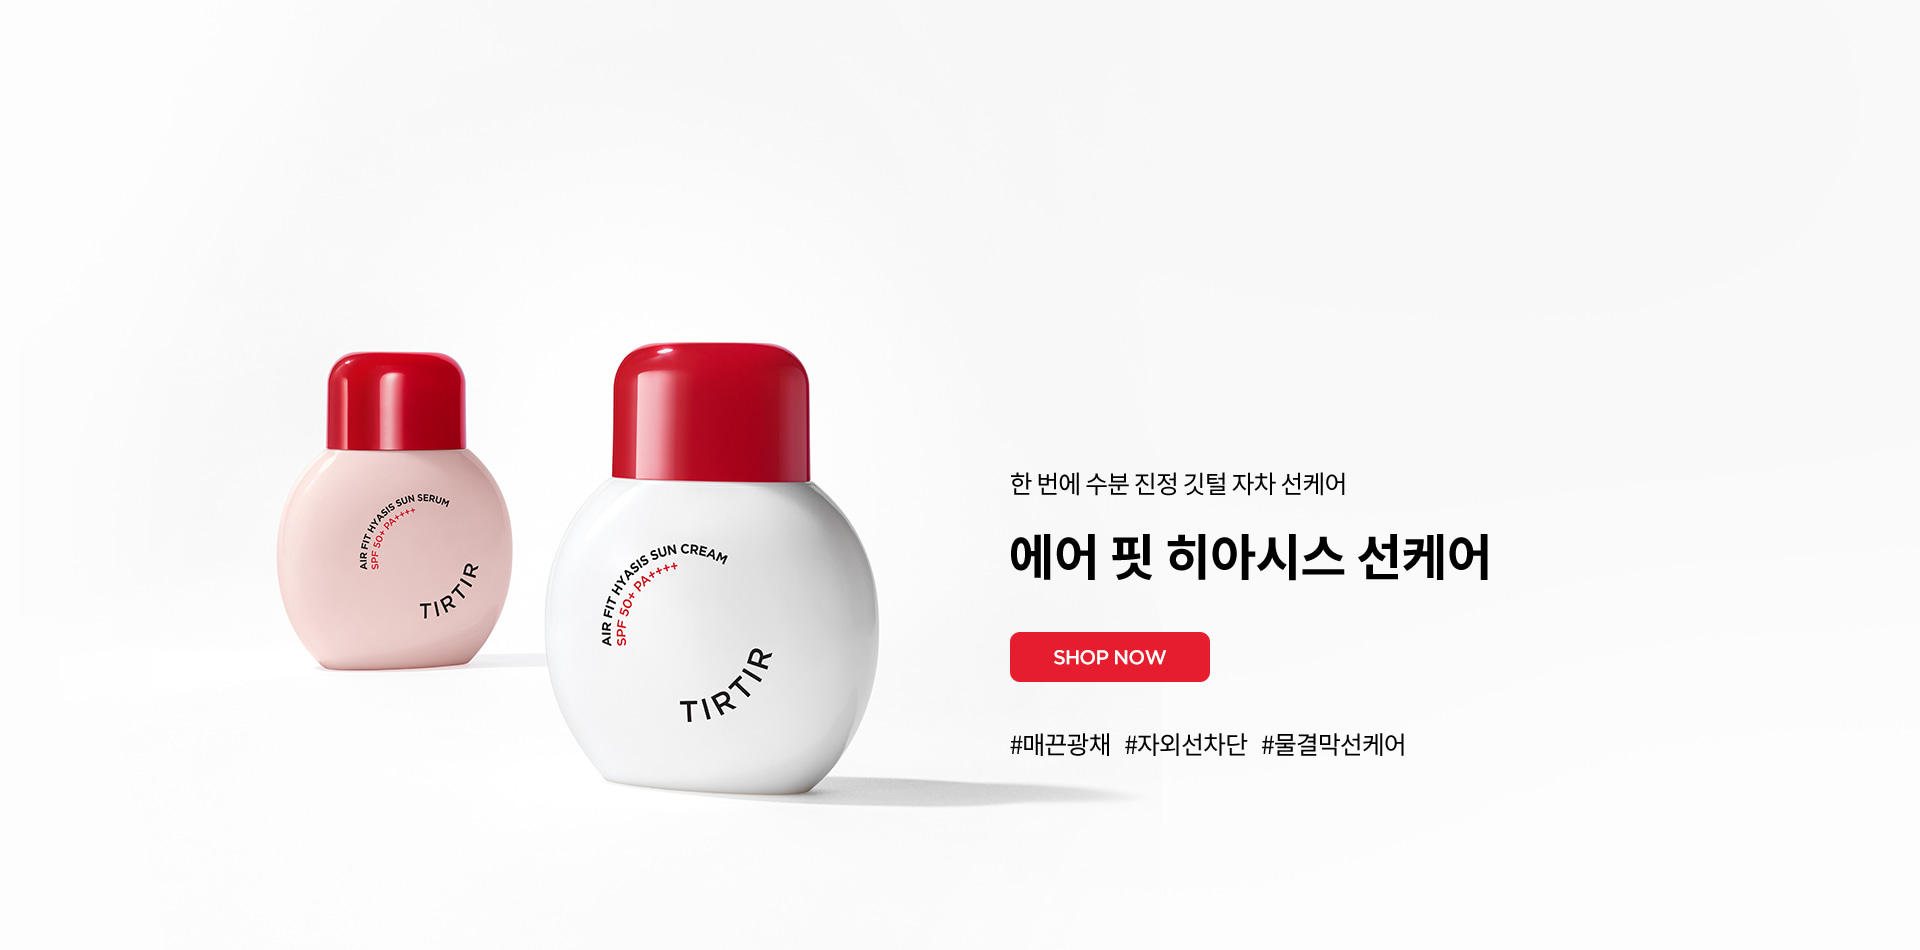 AIR FIT HYASIS SUN SERUM
SPF 50+ PA++++
TIRTIR
AIR FIT HYASIS SUN CREAM
SPF 50+ PA++++
TIRTIR
한 번에 수분 진정 깃털 자차 선케어
에어 핏 히아시스 선케어
SHOP NOW
#매끈광채 #자외선차단 #물결막선케어